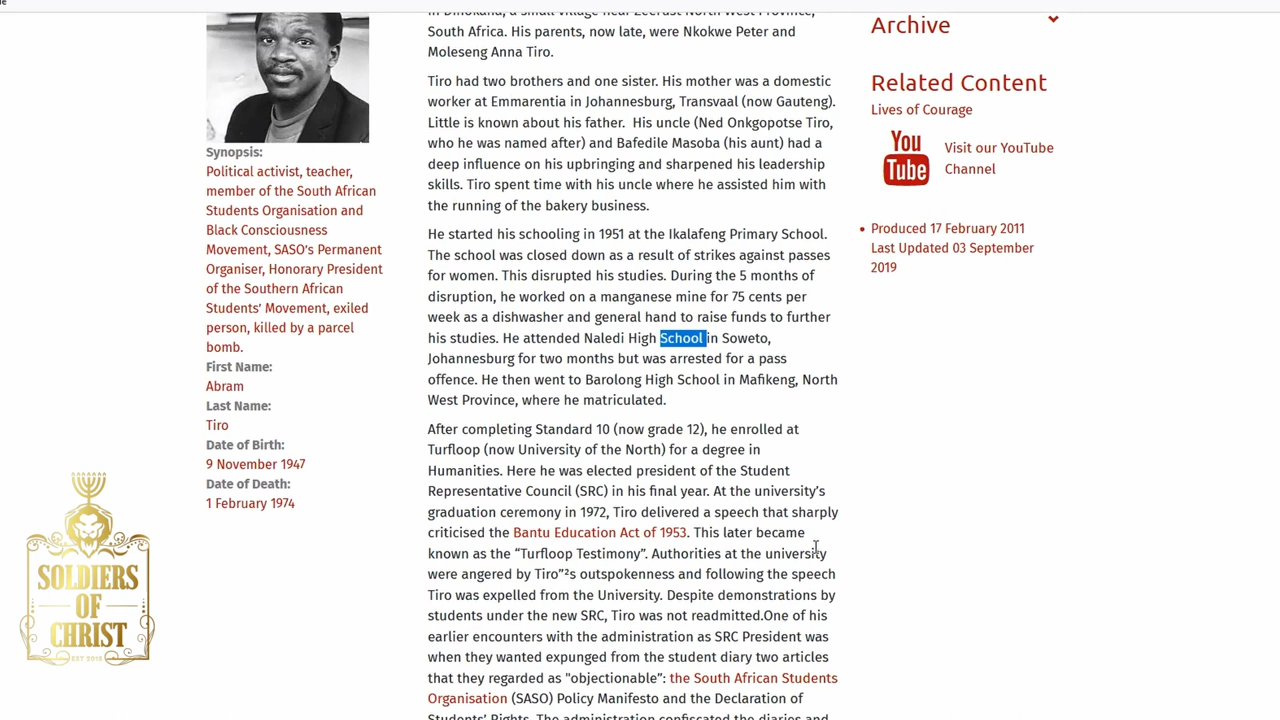 Synopsis:
Political activist, teacher,
member of the South African
Students Organisation and
Black Consciousness
Movement, SASO's Permanent
Organiser, Honorary President
of the Southern African
Students' Movement, exiled
person, killed by a parcel
bomb.
First Name:
Abram
Last Name:
Tiro
Date of Birth:
9 November 1947
Date of Death:
1 February 1974
SOLDIERS
OF
CHRIST
EST 2015
in Dinokana, a small village near Zeerust North West Province,
South Africa. His parents, now late, were Nkokwe Peter and
Moleseng Anna Tiro.
Tiro had two brothers and one sister. His mother was a domestic
worker at Emmarentia in Johannesburg, Transvaal (now Gauteng).
Little is known about his father.  His uncle (Ned Onkgopotse Tiro,
who he was named after) and Bafedile Masoba (his aunt) had a
deep influence on his upbringing and sharpened his leadership
skills. Tiro spent time with his uncle where he assisted him with
the running of the bakery business.
He started his schooling in 1951 at the Ikalafeng Primary School.
The school was closed down as a result of strikes against passes
for women. This disrupted his studies. During the 5 months of
disruption, he worked on a manganese mine for 75 cents per
week as a dishwasher and general hand to raise funds to further
his studies. He attended Naledi High School in Soweto,
Johannesburg for two months but was arrested for a pass
offence. He then went to Barolong High School in Mafikeng, North
West Province, where he matriculated.
After completing Standard 10 (now grade 12), he enrolled at
Turfloop (now University of the North) for a degree in
Humanities. Here he was elected president of the Student
Representative Council (SRC) in his final year. At the university's
graduation ceremony in 1972, Tiro delivered a speech that sharply
criticised the Bantu Education Act of 1953. This later became
known as the “Turfloop Testimony”. Authorities at the university
were angered by Tiro”²s outspokenness and following the speech
Tiro was expelled from the University. Despite demonstrations by
students under the new SRC, Tiro was not readmitted.One of his
earlier encounters with the administration as SRC President was
when they wanted expunged from the student diary two articles
that they regarded as "objectionable”: the South African Students
Organisation (SASO) Policy Manifesto and the Declaration of
Students' Rights. The administration confiscated the diaries and
Archive
Related Content
Lives of Courage
You
Tube
Visit our YouTube
Channel
Produced 17 February 2011
Last Updated 03 September
2019